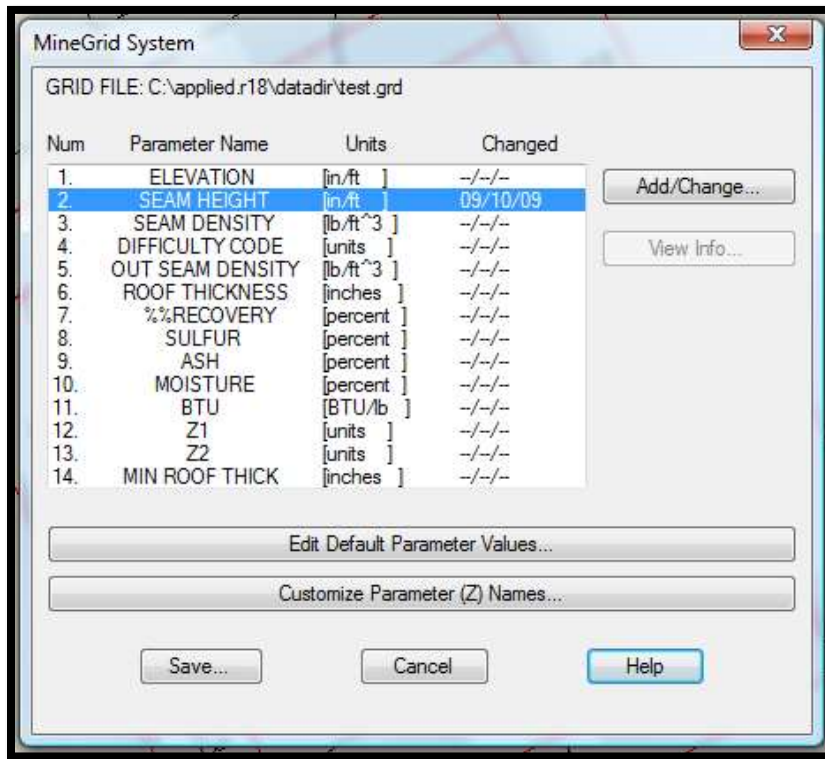 MineGrid System
GRID FILE: C:\applied.r18\datadir\test.grd
Num Parameter Name Units Changed
1. ELEVATION [in/ft ] --/--/--
2. SEAM HEIGHT [in/ft ] 09/10/09
3. SEAM DENSITY [lb/ft^3 ] --/--/--
4. DIFFICULTY CODE [units ] --/--/--
5. OUT SEAM DENSITY [lb/ft^3 ] --/--/--
6. ROOF THICKNESS [inches ] --/--/--
7. %%RECOVERY [percent ] --/--/--
8. SULFUR [percent ] --/--/--
9. ASH [percent ] --/--/--
10. MOISTURE [percent ] --/--/--
11. BTU [BTU/lb ] --/--/--
12. Z1 [units ] --/--/--
13. Z2 [units ] --/--/--
14. MIN ROOF THICK [inches ] --/--/--
Add/Change...
View Info...
Edit Default Parameter Values...
Customize Parameter (Z) Names...
Save... Cancel Help